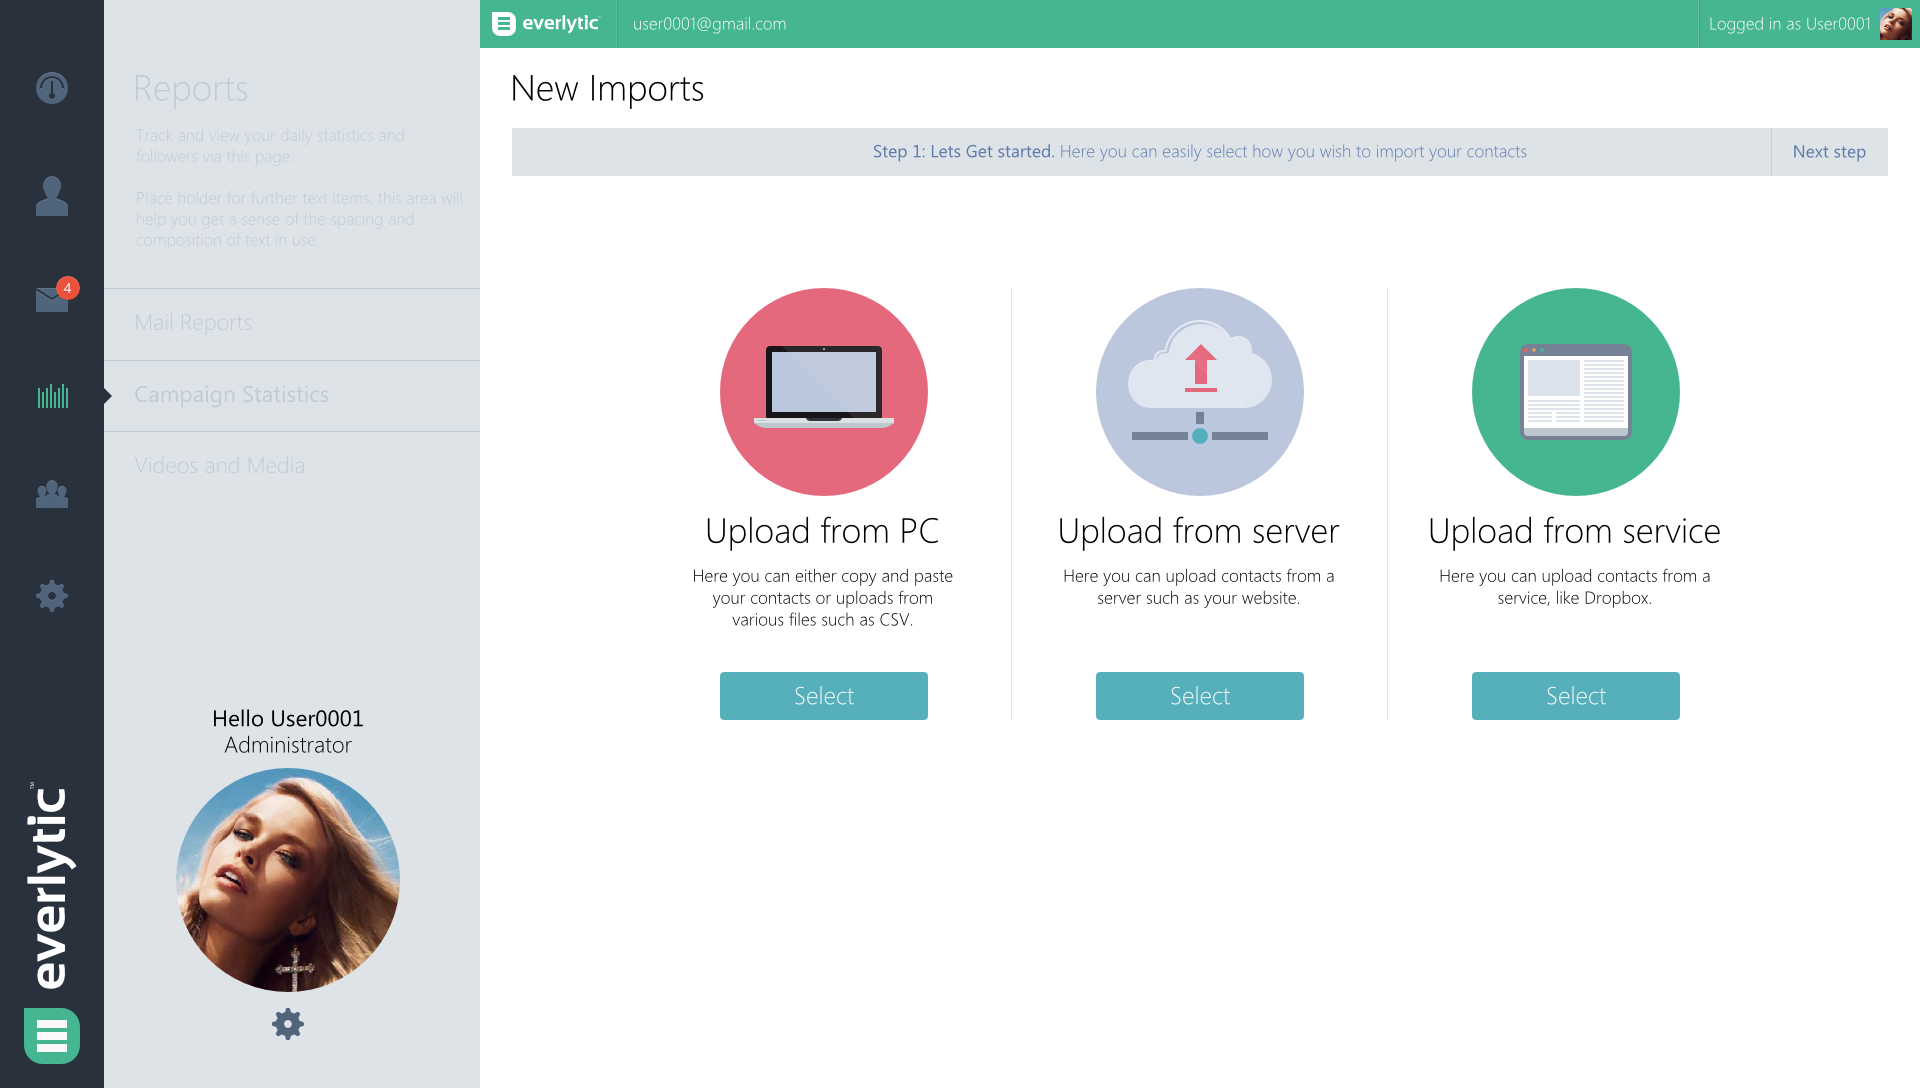 everlytic
user0001@gmail.com
Logged in as User0001
Reports
Track and view your daily statistics and
followers via this page.
Place holder for further text items, this area will
help you get a sense of the spacing and
composition of text in use.
4
Mail Reports
Campaign Statistics
Videos and Media
Hello User0001
Administrator
everlytic™
New Imports
Step 1: Lets Get started. Here you can easily select how you wish to import your contacts
Next step
Upload from PC
Here you can either copy and paste
your contacts or uploads from
various files such as CSV.
Select
Upload from server
Here you can upload contacts from a
server such as your website.
Select
Upload from service
Here you can upload contacts from a
service, like Dropbox.
Select